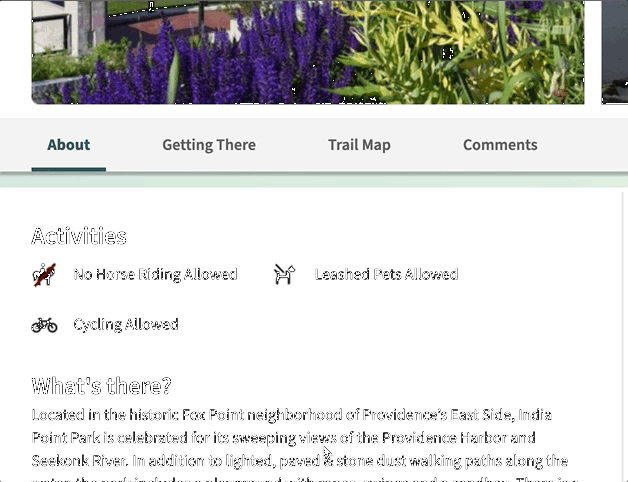 About Getting There Trail Map Comments
Activities
No Horse Riding Allowed Leashed Pets Allowed
Cycling Allowed
What's there?
Located in the historic Fox Point neighborhood of Providence's East Side, India
Point Park is celebrated for its sweeping views of the Providence Harbor and
Seekonk River. In addition to lighted, paved & stone dust walking paths along the